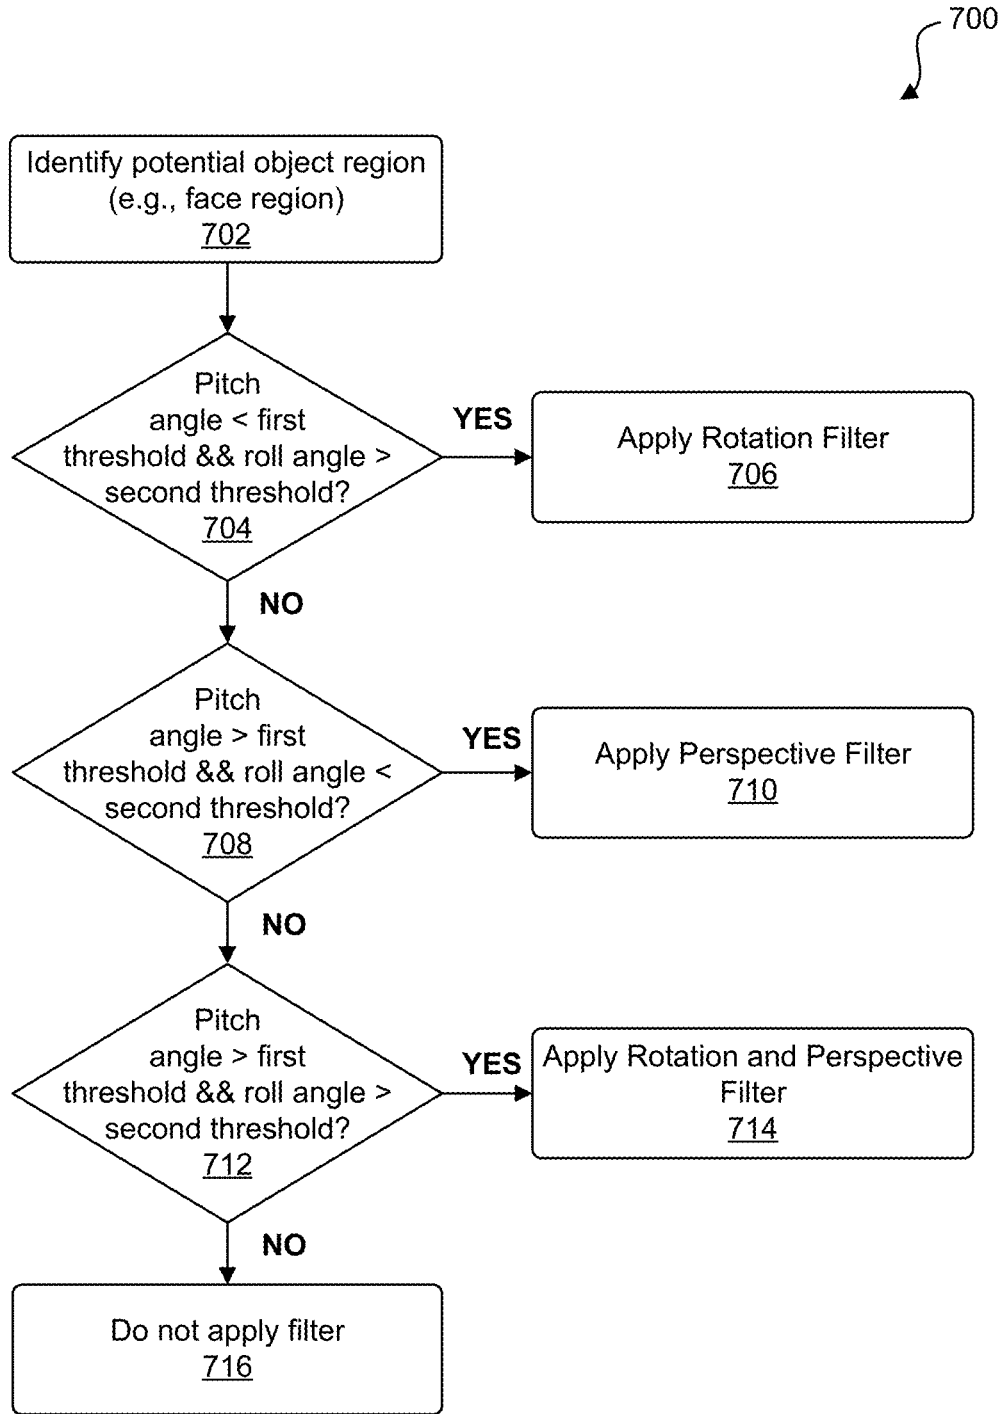 700
Identify potential object region
(e.g., face region)
702
Pitch
angle < first
threshold && roll angle >
second threshold?
704
YES
Apply Rotation Filter
706
NO
Pitch
angle > first
threshold && roll angle <
second threshold?
708
YES
Apply Perspective Filter
710
NO
Pitch
angle > first
threshold && roll angle >
second threshold?
712
YES
Apply Rotation and Perspective
Filter
714
NO
Do not apply filter
716